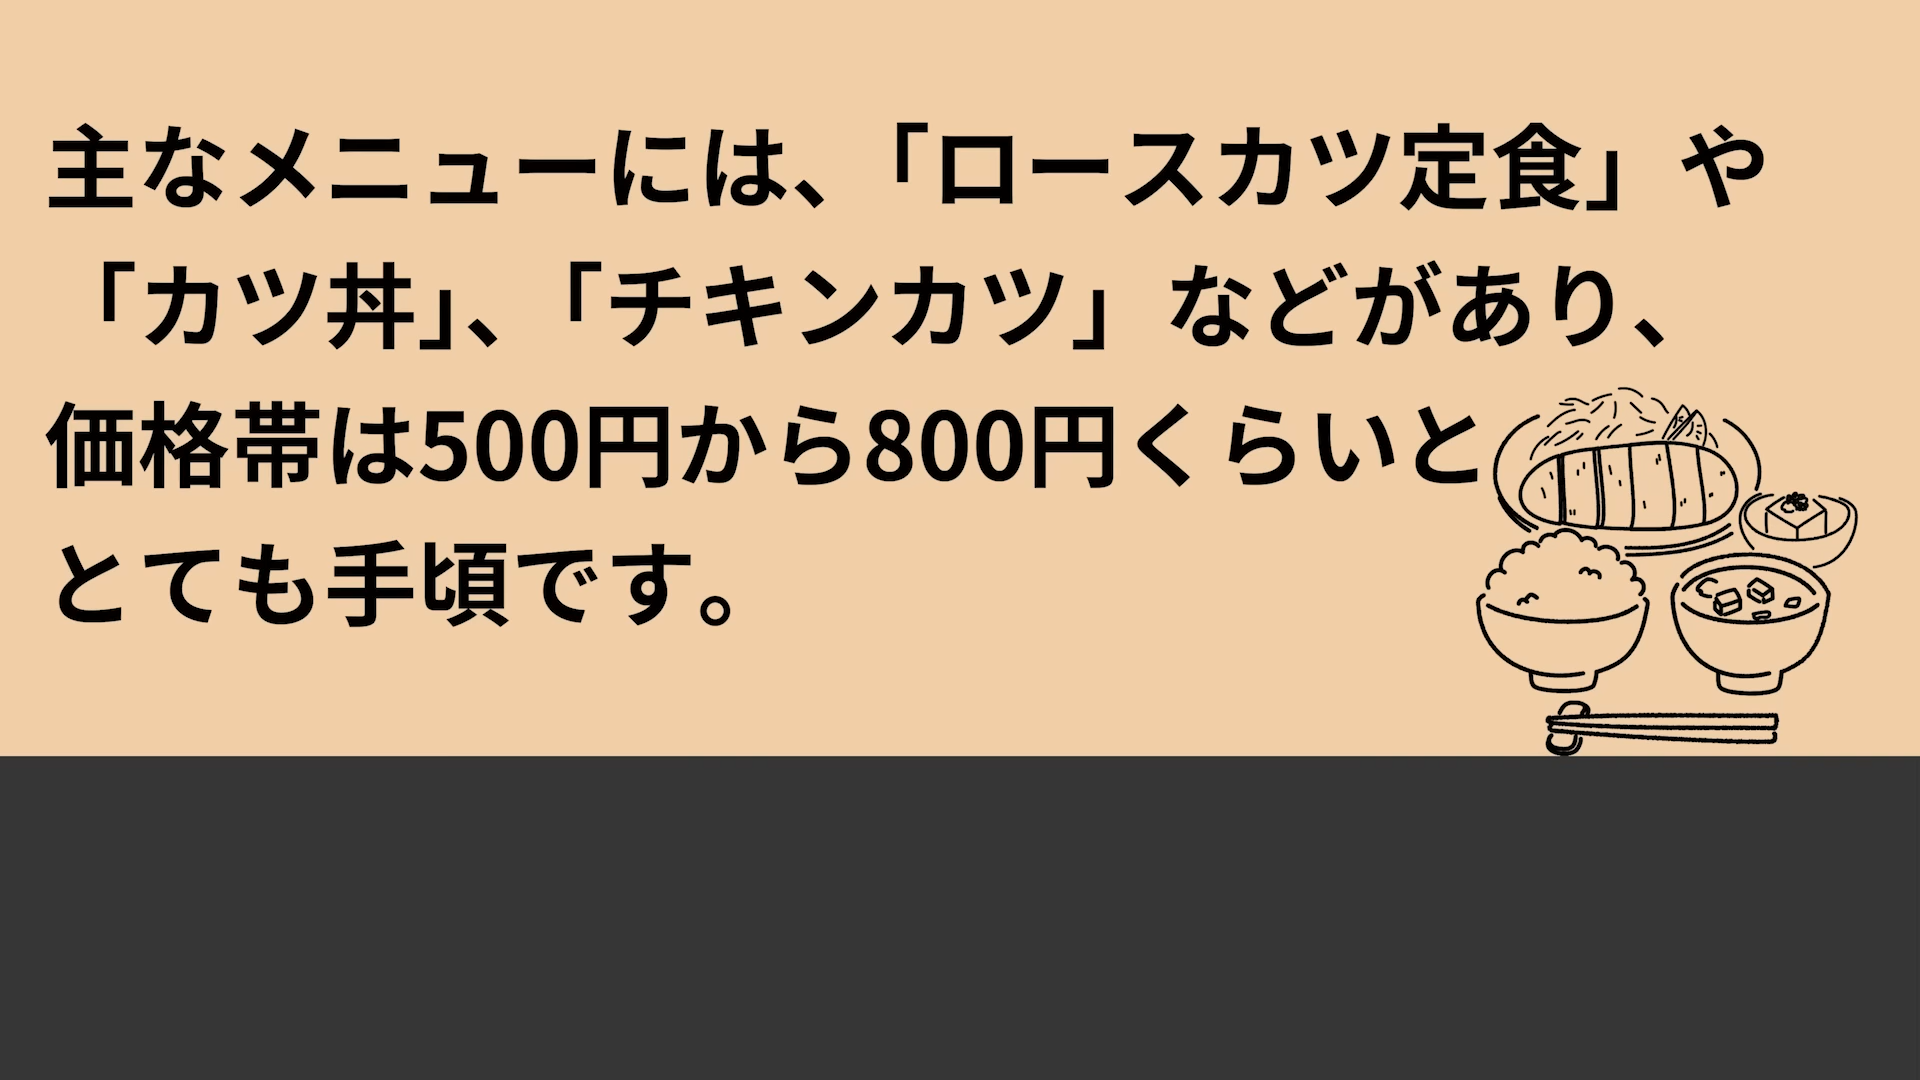 主なメニューには、「ロースカツ定食」や
「カツ丼」、「チキンカツ」などがあり、
価格帯は500円から800円くらいと
とても手頃です。